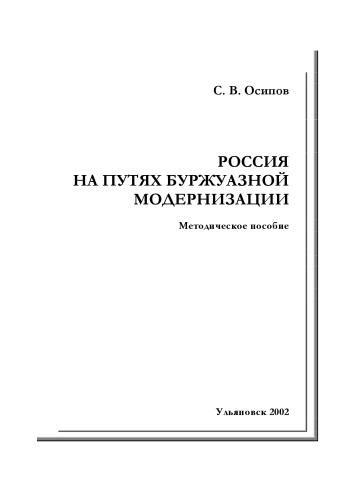 С. В. Осипов
РОССИЯ
НА ПУТЯХ БУРЖУАЗНОЙ
МОДЕРНИЗАЦИИ
Методическое пособие
Ульяновск 2002